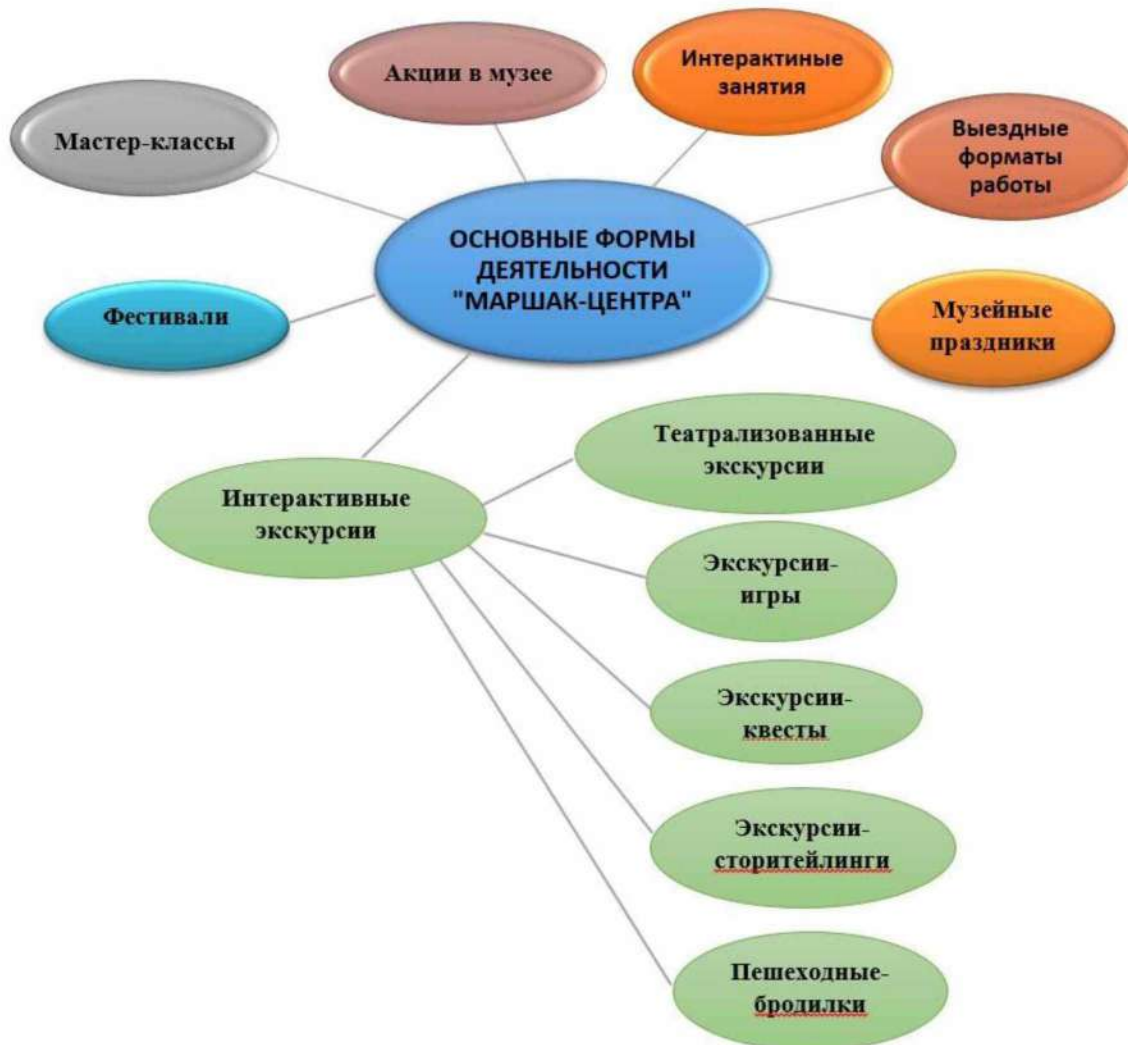 Акции в музее
Интерактиные
занятия
Мастер-классы
Выездные
форматы
работы
ОСНОВНЫЕ ФОРМЫ
ДЕЯТЕЛЬНОСТИ
"МАРШАК-ЦЕНТРА"
Фестивали
Музейные
праздники
Интерактивные
экскурсии
Театрализованные
экскурсии
Экскурсии-
игры
Экскурсии-
квесты
Экскурсии-
сторитейлинги
Пешеходные-
бродилки